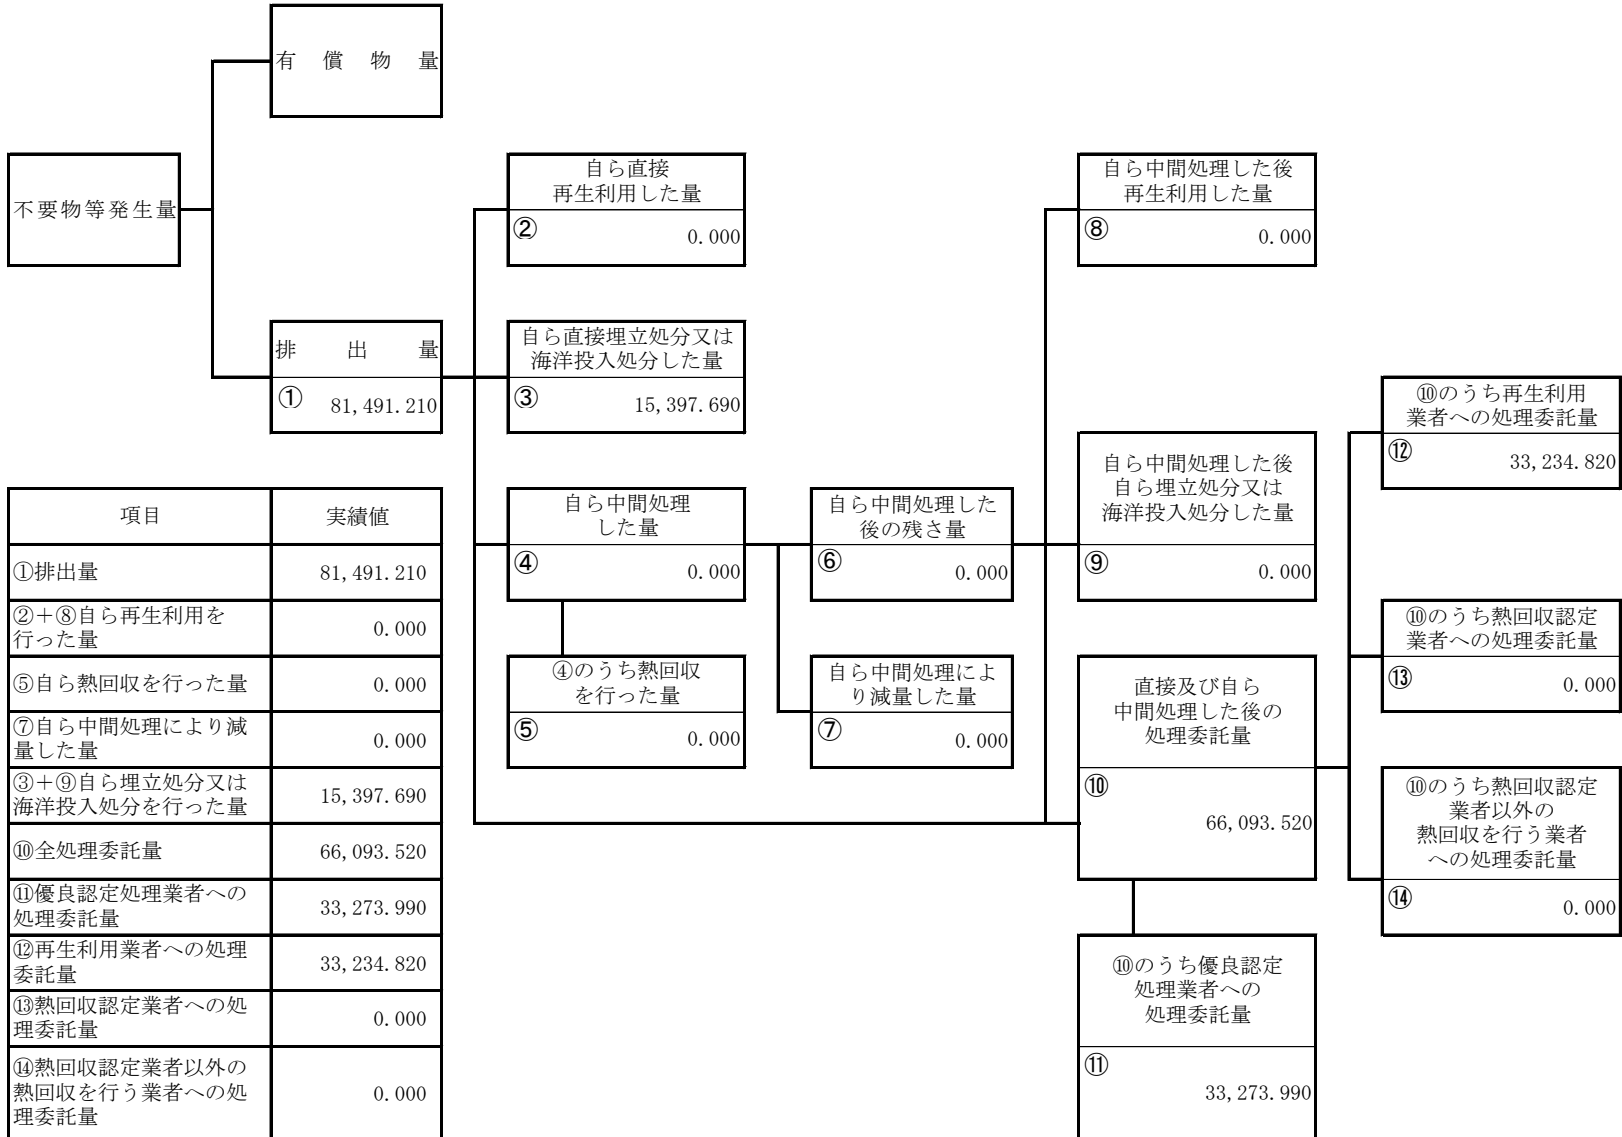 有償物量
不要物等発生量
排出量
① 81,491.210
自ら直接
再生利用した量
② 0.000
自ら直接埋立処分又は
海洋投入処分した量
③ 15,397.690
自ら中間処理
した量
④ 0.000
④のうち熱回収
を行った量
⑤ 0.000
自ら中間処理した
後の残さ量
⑥ 0.000
自ら中間処理によ
り減量した量
⑦ 0.000
自ら中間処理した後
再生利用した量
⑧ 0.000
自ら中間処理した後
自ら埋立処分又は
海洋投入処分した量
⑨ 0.000
直接及び自ら
中間処理した後の
処理委託量
⑩
66,093.520
⑩のうち優良認定
処理業者への
処理委託量
⑪
33,273.990
⑩のうち再生利用
業者への処理委託量
⑫ 33,234.820
⑩のうち熱回収認定
業者への処理委託量
⑬ 0.000
⑩のうち熱回収認定
業者以外の
熱回収を行う業者
への処理委託量
⑭ 0.000
項目 実績値
①排出量 81,491.210
②＋⑧自ら再生利用を
行った量 0.000
⑤自ら熱回収を行った量 0.000
⑦自ら中間処理により減
量した量 0.000
③＋⑨自ら埋立処分又は
海洋投入処分を行った量 15,397.690
⑩全処理委託量 66,093.520
⑪優良認定処理業者への
処理委託量 33,273.990
⑫再生利用業者への処理
委託量 33,234.820
⑬熱回収認定業者への処
理委託量 0.000
⑭熱回収認定業者以外の
熱回収を行う業者への処
理委託量 0.000